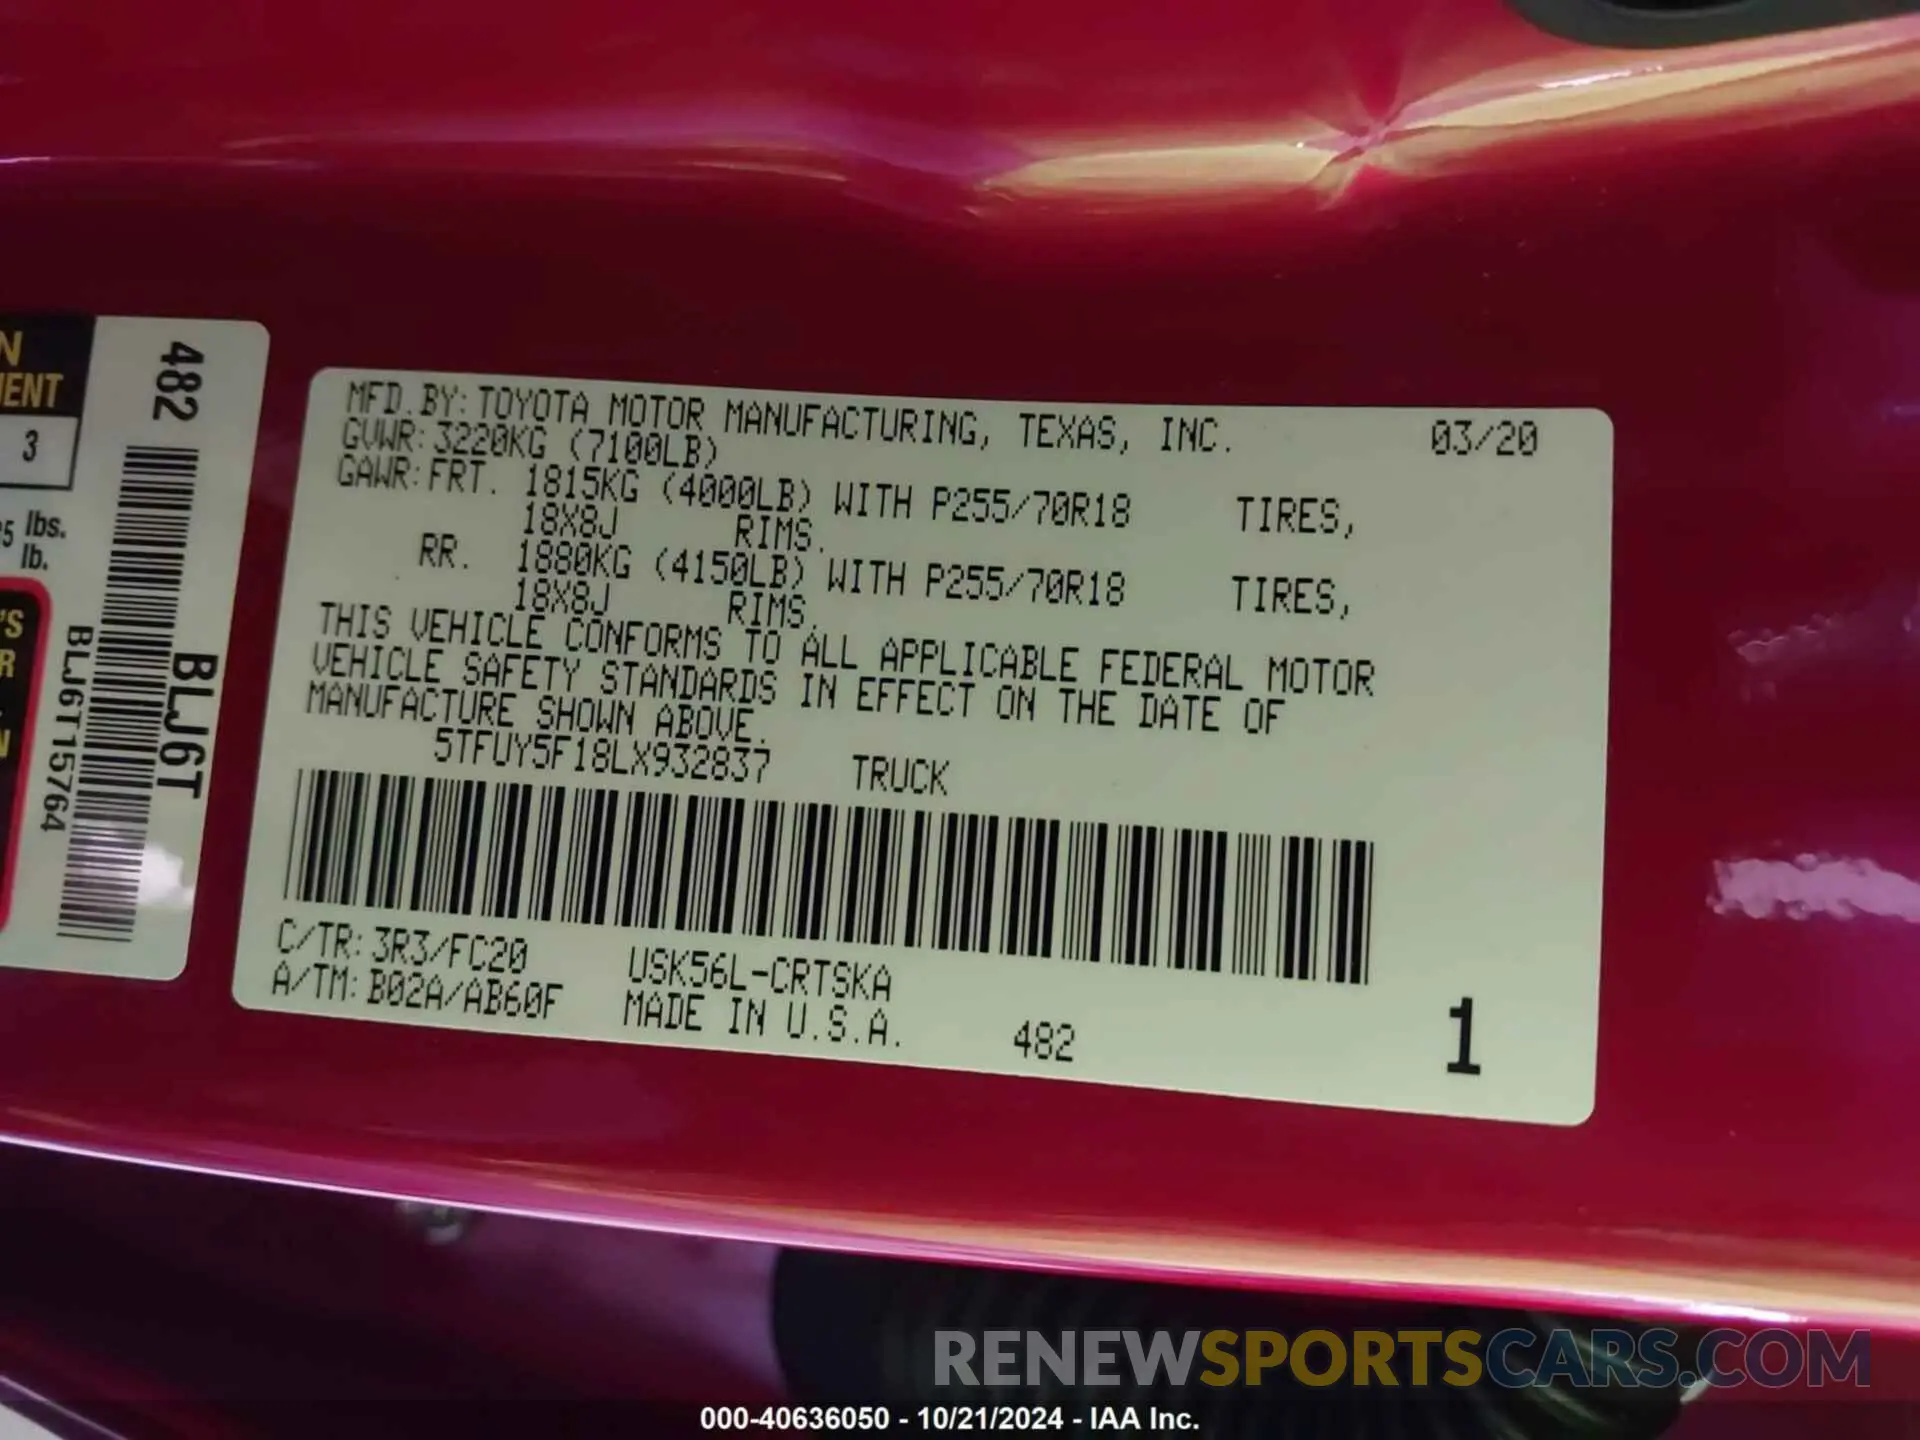 N
MENT
3
5 lbs.
lb.
'S
R
N
482
BLJ6T
BLJ6T15764
MFD. BY: TOYOTA MOTOR MANUFACTURING, TEXAS, INC. 03/20
GVWR: 3220KG (7100LB)
GAWR: FRT. 1815KG (4000LB) WITH P255/70R18 TIRES,
18X8J RIMS.
RR. 1880KG (4150LB) WITH P255/70R18 TIRES,
18X8J RIMS.
THIS VEHICLE CONFORMS TO ALL APPLICABLE FEDERAL MOTOR
VEHICLE SAFETY STANDARDS IN EFFECT ON THE DATE OF
MANUFACTURE SHOWN ABOVE.
5TFUY5F18LX932837 TRUCK
C/TR: 3R3/FC20 USK56L-CRTSKA
A/TM: B02A/AB60F MADE IN U.S.A. 482 1
RENEWSPORTSCARS.COM
000-40636050 - 10/21/2024 - IAA Inc.